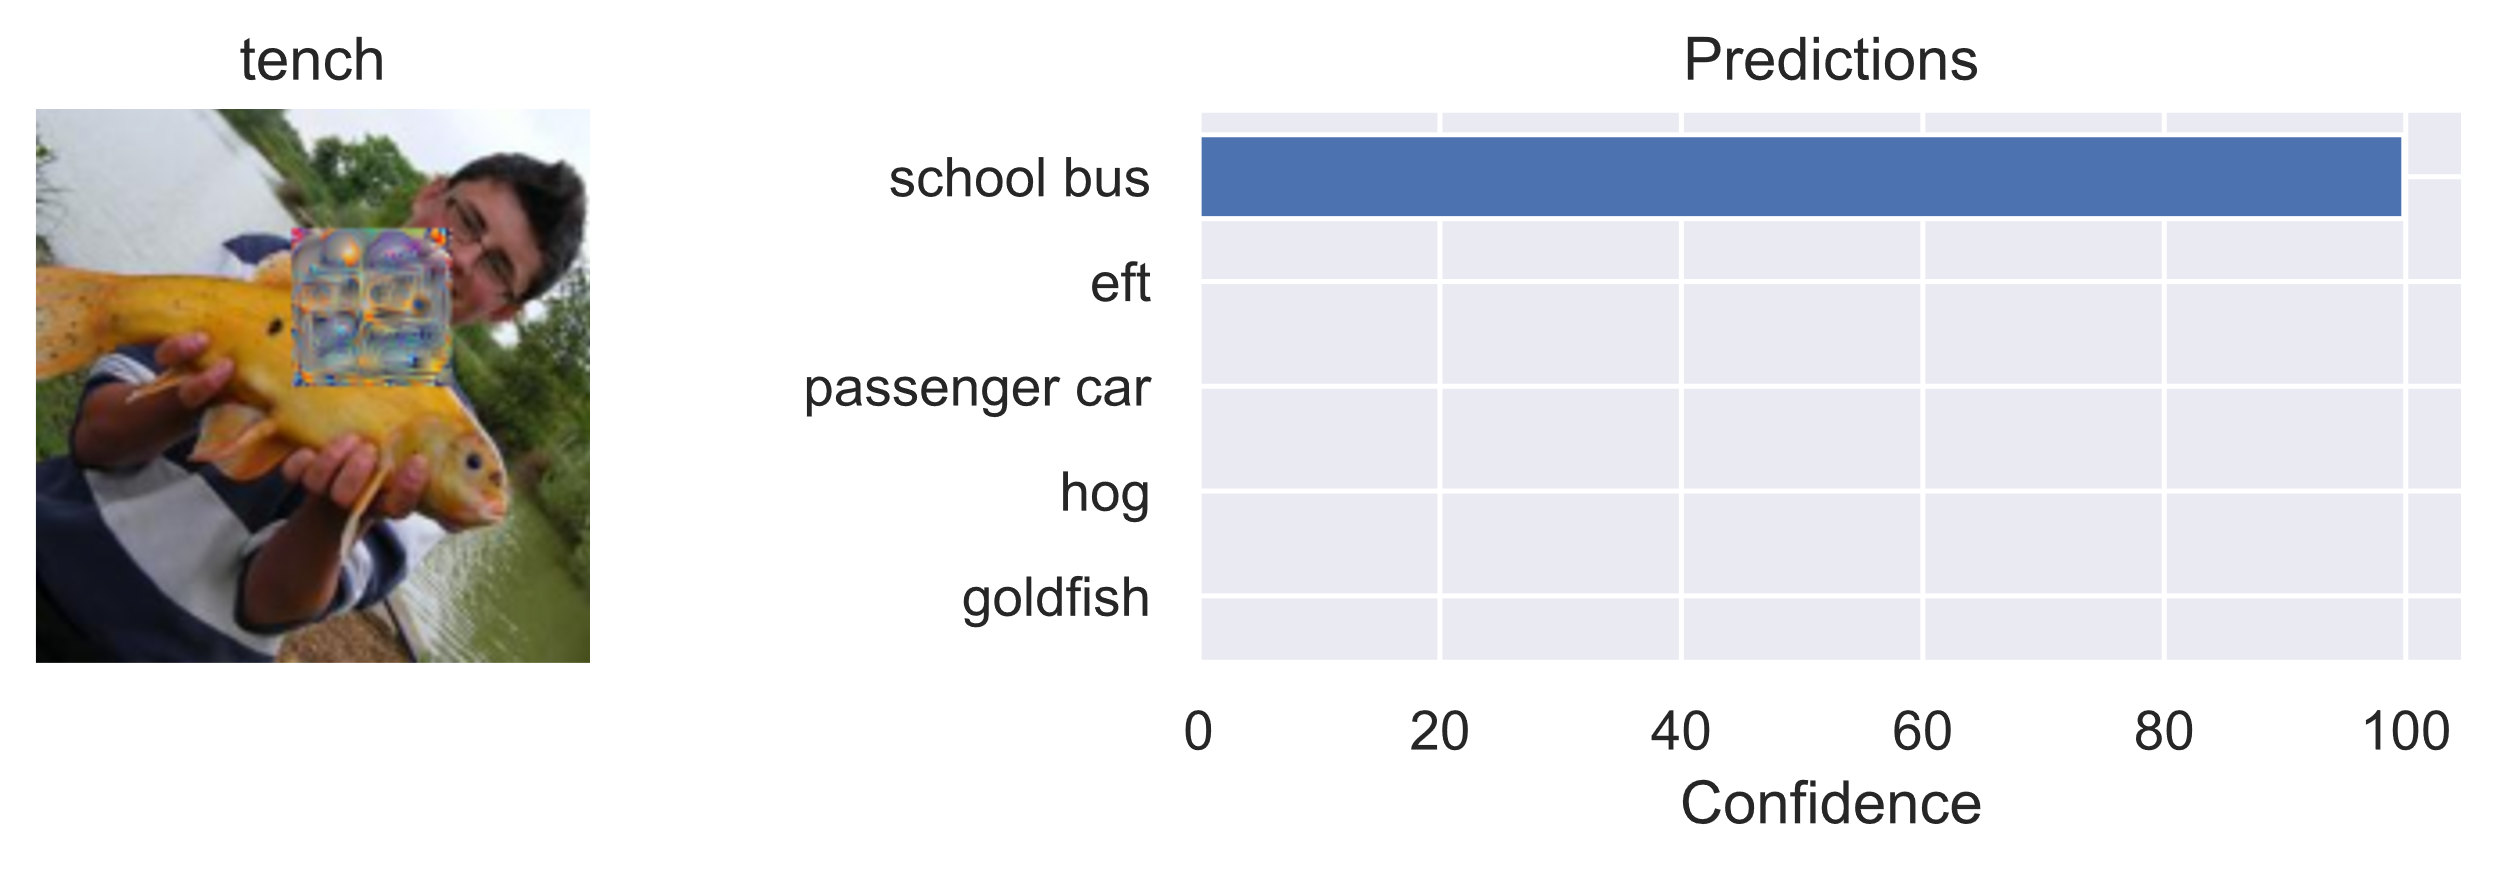 tench
Predictions
school bus
eft
passenger car
hog
goldfish
0 20 40 60 80 100
Confidence